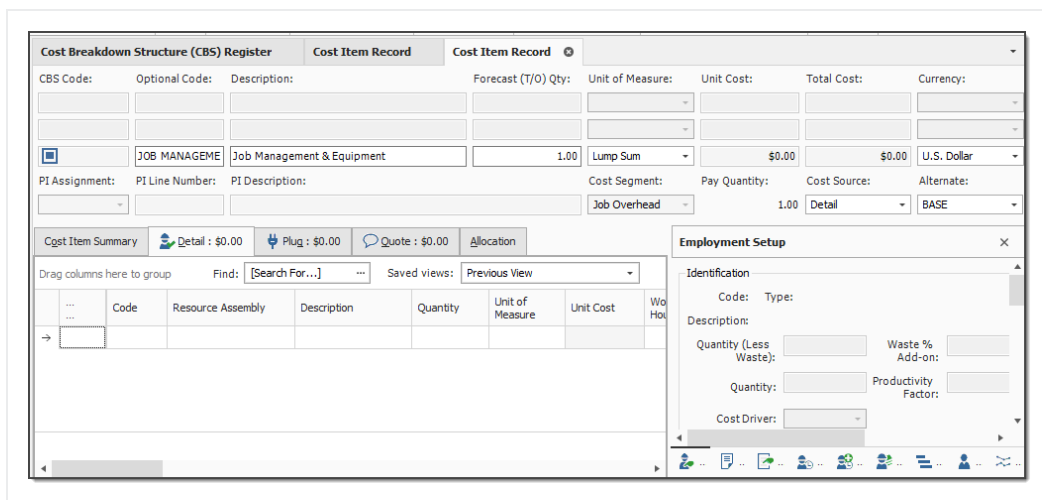 Cost Breakdown Structure (CBS) Register Cost Item Record Cost Item Record
CBS Code: Optional Code: Description: Forecast (T/O) Qty: Unit of Measure: Unit Cost: Total Cost: Currency:
JOB MANAGEME Job Management & Equipment 1.00 Lump Sum $0.00 $0.00 U.S. Dollar
PI Assignment: PI Line Number: PI Description: Cost Segment: Pay Quantity: Cost Source: Alternate:
Job Overhead 1.00 Detail BASE
Cost Item Summary Detail : $0.00 Plug : $0.00 Quote : $0.00 Allocation
Drag columns here to group Find: [Search For...] ... Saved views: Previous View
... ... Code Resource Assembly Description Quantity Unit of Measure Unit Cost Wo Hou
Employment Setup
Identification
Code: Type:
Description:
Quantity (Less Waste): Waste % Add-on:
Quantity: Productivity Factor:
Cost Driver:
.. .. .. .. .. .. .. .. ..